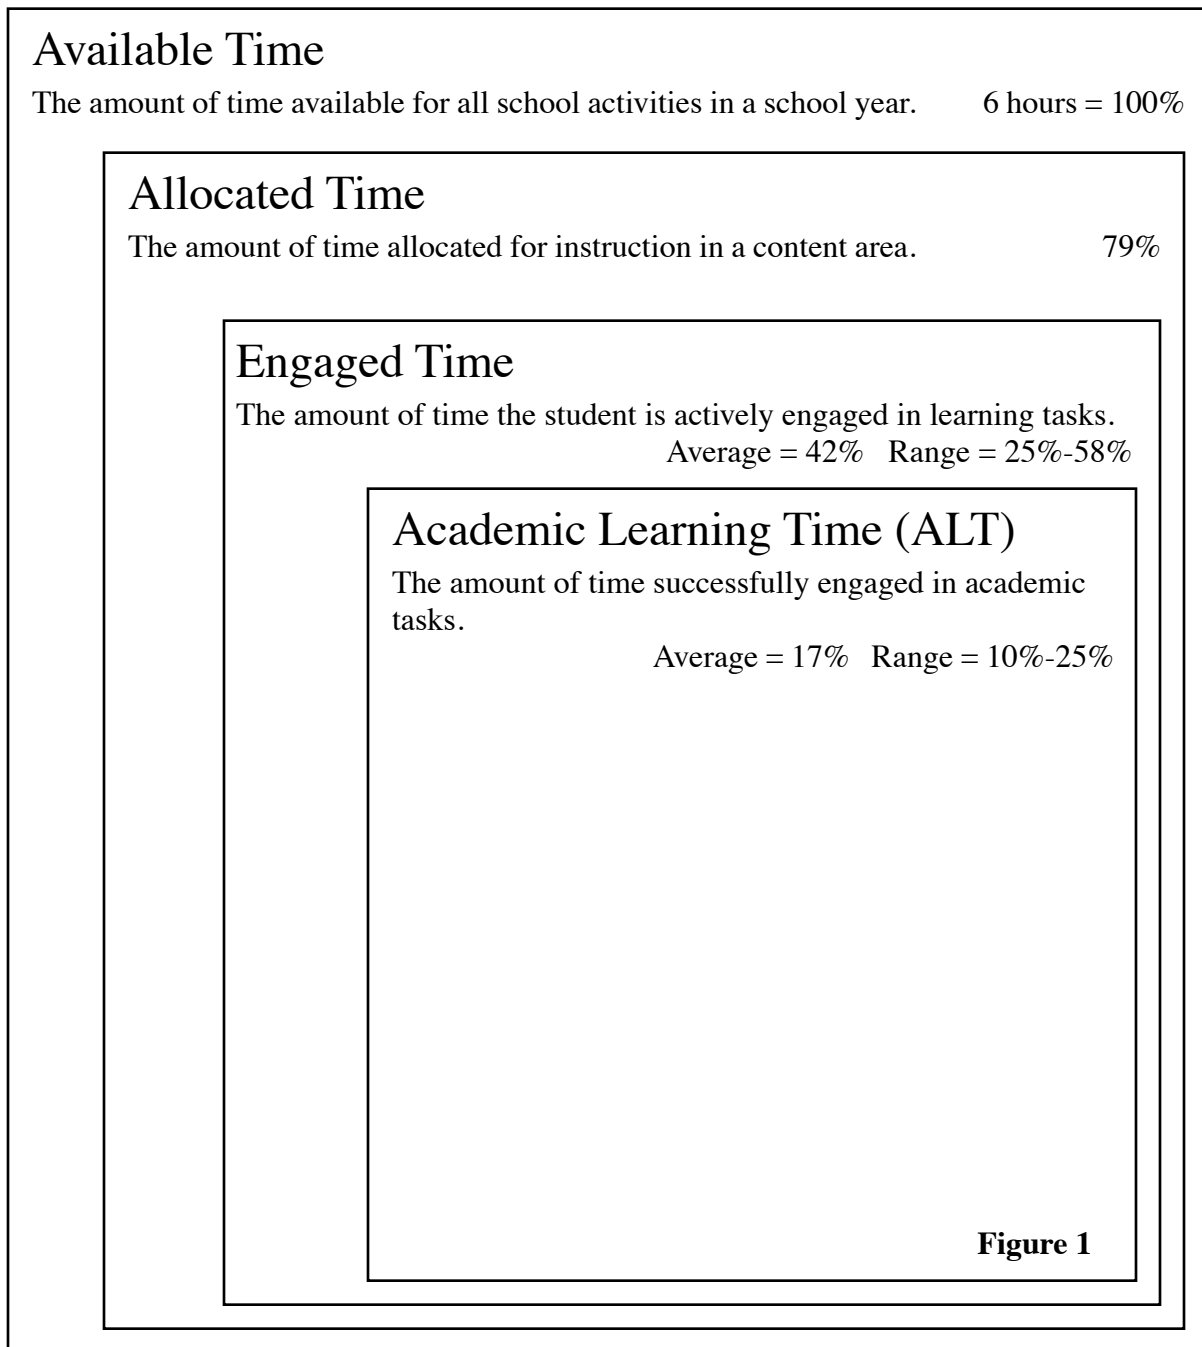 Available Time
The amount of time available for all school activities in a school year. 6 hours = 100%
Allocated Time
The amount of time allocated for instruction in a content area. 79%
Engaged Time
The amount of time the student is actively engaged in learning tasks.
Average = 42% Range = 25%-58%
Academic Learning Time (ALT)
The amount of time successfully engaged in academic
tasks.
Average = 17% Range = 10%-25%
Figure 1